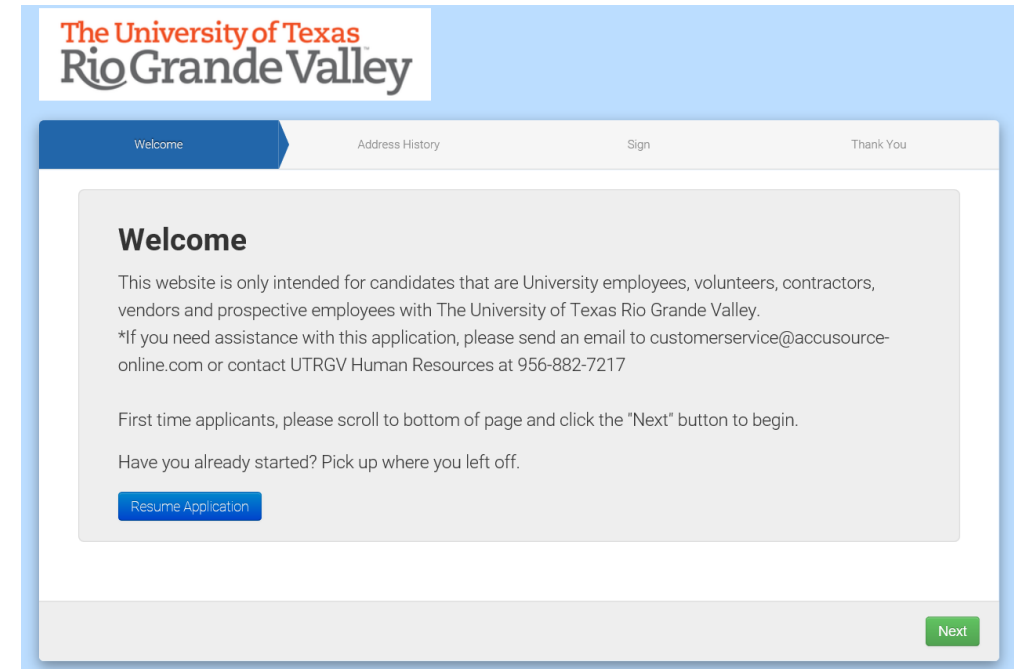 The University of Texas
Rio Grande Valley
Welcome
Address History
Sign
Thank You
Welcome
This website is only intended for candidates that are University employees, volunteers, contractors,
vendors and prospective employees with The University of Texas Rio Grande Valley.
*If you need assistance with this application, please send an email to customerservice@accusource-
online.com or contact UTRGV Human Resources at 956-882-7217
First time applicants, please scroll to bottom of page and click the "Next" button to begin.
Have you already started? Pick up where you left off.
Resume Application
Next